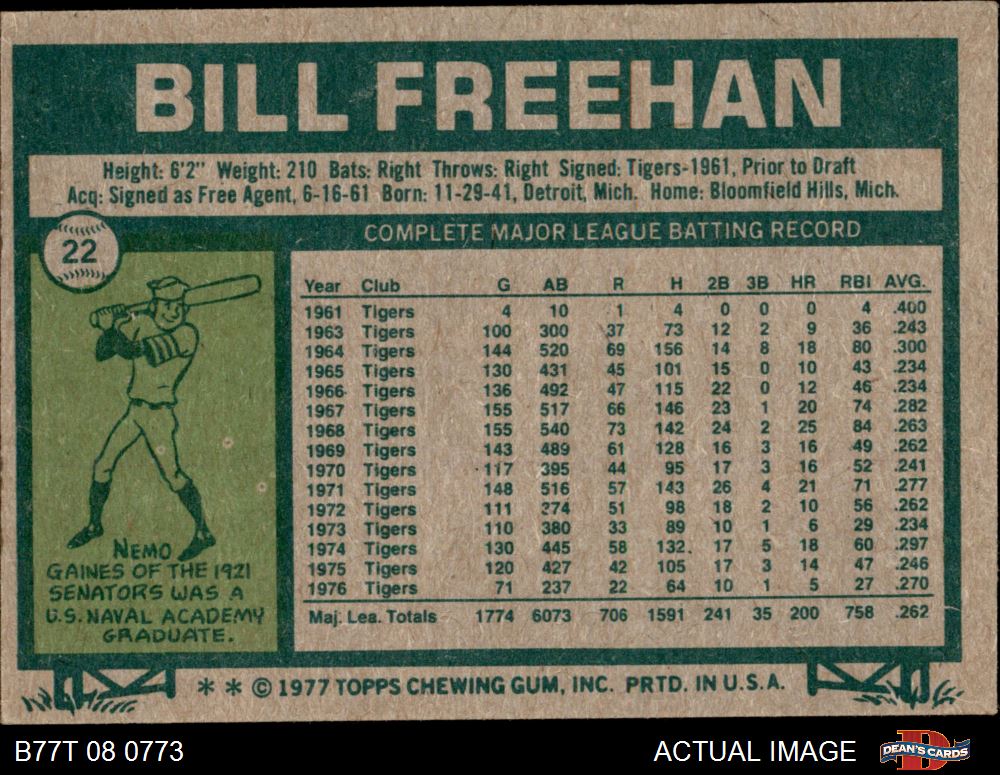 BILL FREEHAN
Height: 6'2" Weight: 210 Bats: Right Throws: Right Signed: Tigers-1961, Prior to Draft
Acq: Signed as Free Agent, 6-16-61 Born: 11-29-41, Detroit, Mich. Home: Bloomfield Hills, Mich.
22
COMPLETE MAJOR LEAGUE BATTING RECORD
Year Club G AB R H 2B 3B HR RBI AVG.
1961 Tigers 4 10 1 4 0 0 0 4 .400
1963 Tigers 100 300 37 73 12 2 9 36 .243
1964 Tigers 144 520 69 156 14 8 18 80 .300
1965 Tigers 130 431 45 101 15 0 10 43 .234
1966 Tigers 136 492 47 115 22 0 12 46 .234
1967 Tigers 155 517 66 146 23 1 20 74 .282
1968 Tigers 155 540 73 142 24 2 25 84 .263
1969 Tigers 143 489 61 128 16 3 16 49 .262
1970 Tigers 117 395 44 95 17 3 16 52 .241
1971 Tigers 148 516 57 143 26 4 21 71 .277
1972 Tigers 111 374 51 98 18 2 10 56 .262
1973 Tigers 110 380 33 89 10 1 6 29 .234
1974 Tigers 130 445 58 132 17 5 18 60 .297
1975 Tigers 120 427 42 105 17 3 14 47 .246
1976 Tigers 71 237 22 64 10 1 5 27 .270
Maj. Lea. Totals 1774 6073 706 1591 241 35 200 758 .262
NEMO
GAINES OF THE 1921
SENATORS WAS A
U.S. NAVAL ACADEMY
GRADUATE.
* * © 1977 TOPPS CHEWING GUM, INC. PRTD. IN U.S.A.
B77T 08 0773
ACTUAL IMAGE
D
DEAN'S CARDS